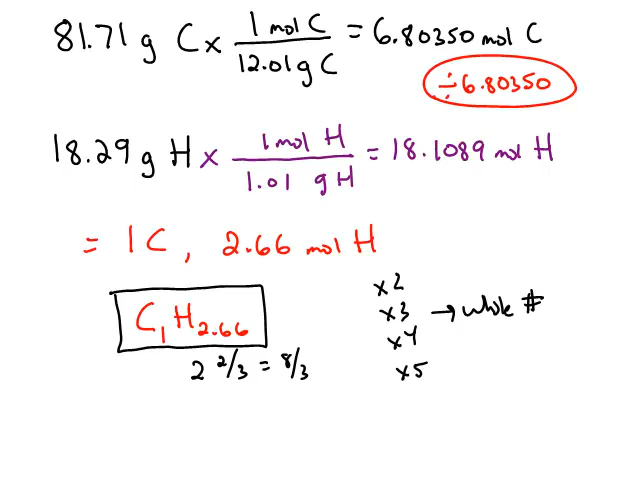 81.71 g C x 1 mol C / 12.01 g C = 6.80350 mol C
÷6.80350
18.29 g H x 1 mol H / 1.01 g H = 18.1089 mol H
= 1C, 2.66 mol H
x2
C₁H₂.₆₆
x3 → whole #
x4
2 2/3 = 8/3
x5